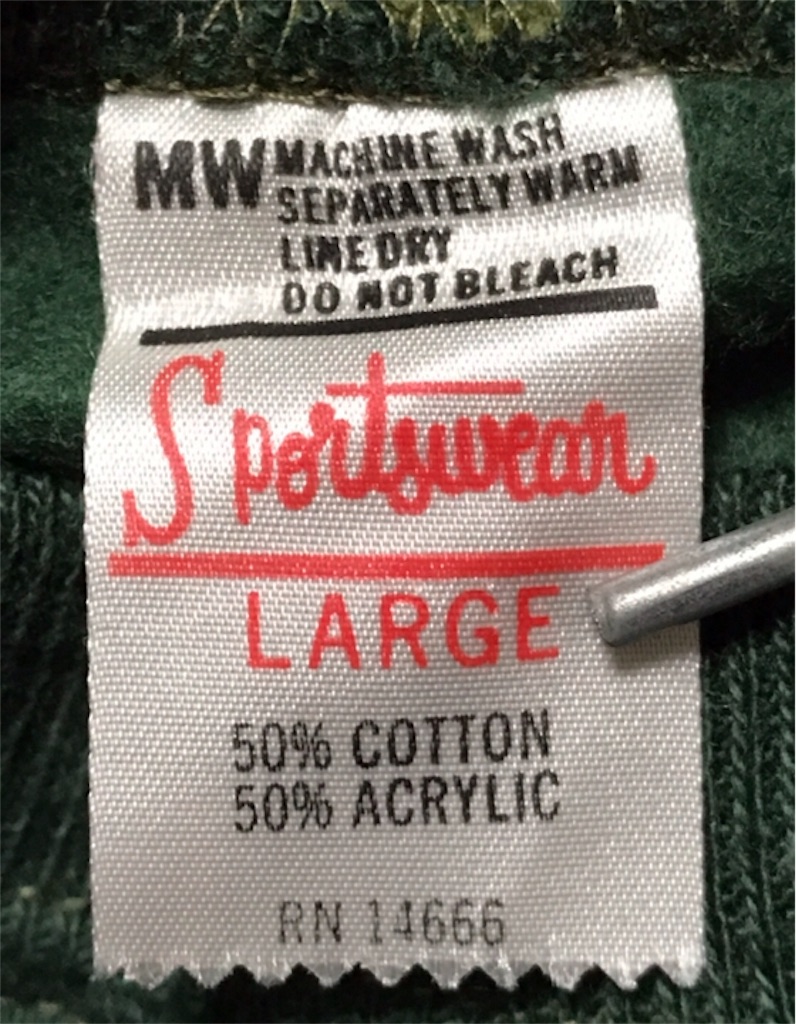 MW MACHINE WASH
SEPARATELY WARM
LINE DRY
DO NOT BLEACH
Sportswear
LARGE
50% COTTON
50% ACRYLIC
RN 14666